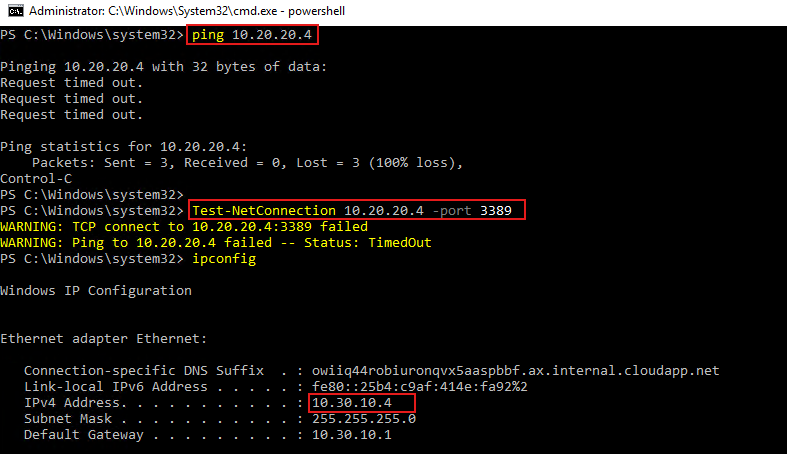 Administrator: C:\Windows\System32\cmd.exe - powershell
PS C:\Windows\system32> ping 10.20.20.4
Pinging 10.20.20.4 with 32 bytes of data:
Request timed out.
Request timed out.
Request timed out.
Ping statistics for 10.20.20.4:
    Packets: Sent = 3, Received = 0, Lost = 3 (100% loss),
Control-C
PS C:\Windows\system32>
PS C:\Windows\system32> Test-NetConnection 10.20.20.4 -port 3389
WARNING: TCP connect to 10.20.20.4:3389 failed
WARNING: Ping to 10.20.20.4 failed -- Status: TimedOut
PS C:\Windows\system32> ipconfig
Windows IP Configuration
Ethernet adapter Ethernet:
   Connection-specific DNS Suffix  . : owiiq44robiuronqvx5aaspbbf.ax.internal.cloudapp.net
   Link-local IPv6 Address . . . . . : fe80::25b4:c9af:414e:fa92%2
   IPv4 Address. . . . . . . . . . . : 10.30.10.4
   Subnet Mask . . . . . . . . . . . : 255.255.255.0
   Default Gateway . . . . . . . . . : 10.30.10.1